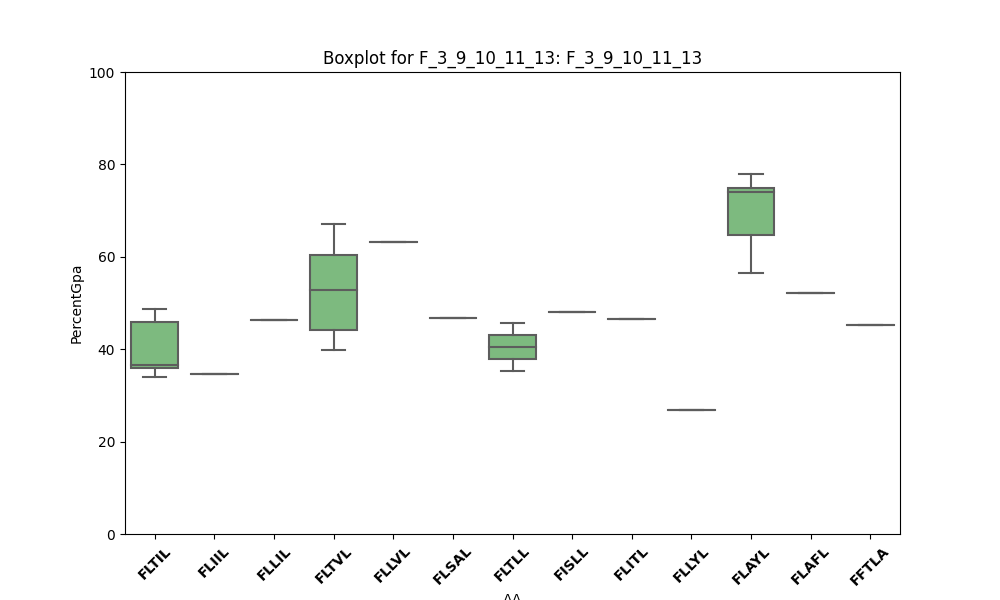 Boxplot for F_3_9_10_11_13: F_3_9_10_11_13
100
80
60
40
20
0
PercentGpa
FLTIL
FLIIL
FLLIL
FLTVL
FLLVL
FLSAL
FLTLL
FISLL
FLITL
FLLYL
FLAYL
FLAFL
FFTLA
AA